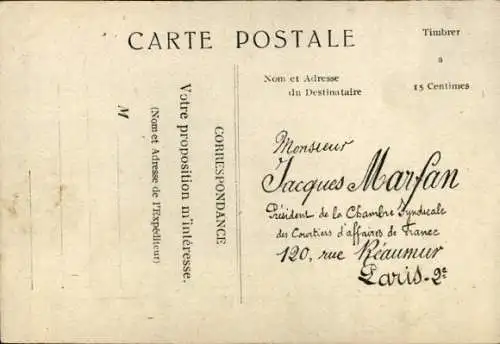 CARTE POSTALE
Timbrer
a
15 Centimes
Nom et Adresse
du Destinataire
Monsieur
Jacques Marfan
Président de la Chambre Syndicale
des Courtiers d'affaires de France
120, rue Réaumur
Paris-2e
CORRESPONDANCE
Votre proposition m'intéresse.
(Nom et Adresse de l'Expéditeur)
M